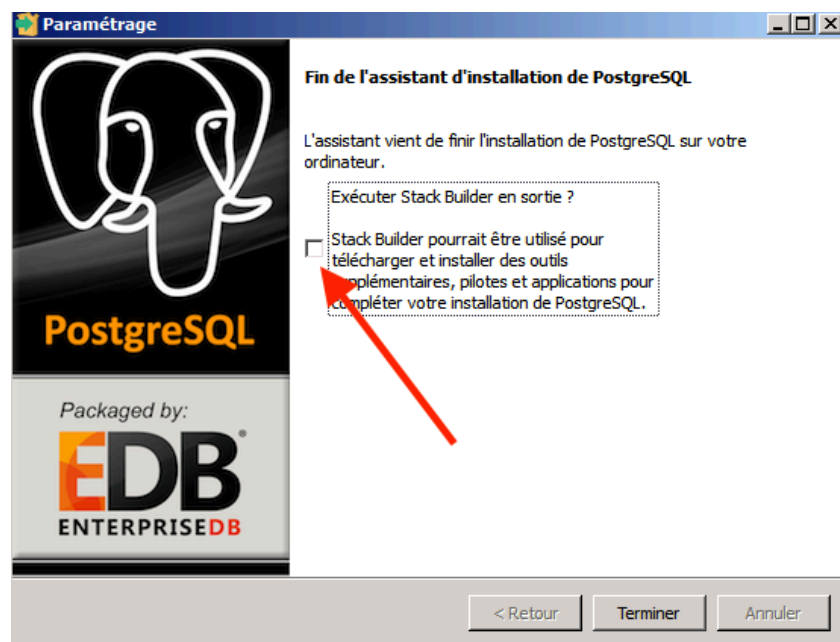 Paramétrage
Fin de l'assistant d'installation de PostgreSQL
L'assistant vient de finir l'installation de PostgreSQL sur votre
ordinateur.
Exécuter Stack Builder en sortie ?
Stack Builder pourrait être utilisé pour
télécharger et installer des outils
supplémentaires, pilotes et applications pour
compléter votre installation de PostgreSQL.
PostgreSQL
Packaged by:
EDB
ENTERPRISEDB
< Retour
Terminer
Annuler